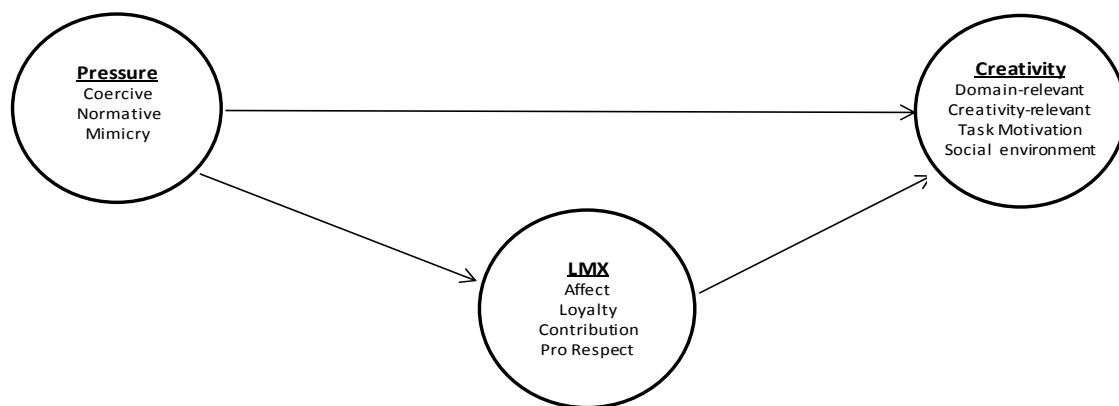 Pressure
Coercive
Normative
Mimicry
Creativity
Domain-relevant
Creativity-relevant
Task Motivation
Social environment
LMX
Affect
Loyalty
Contribution
Pro Respect